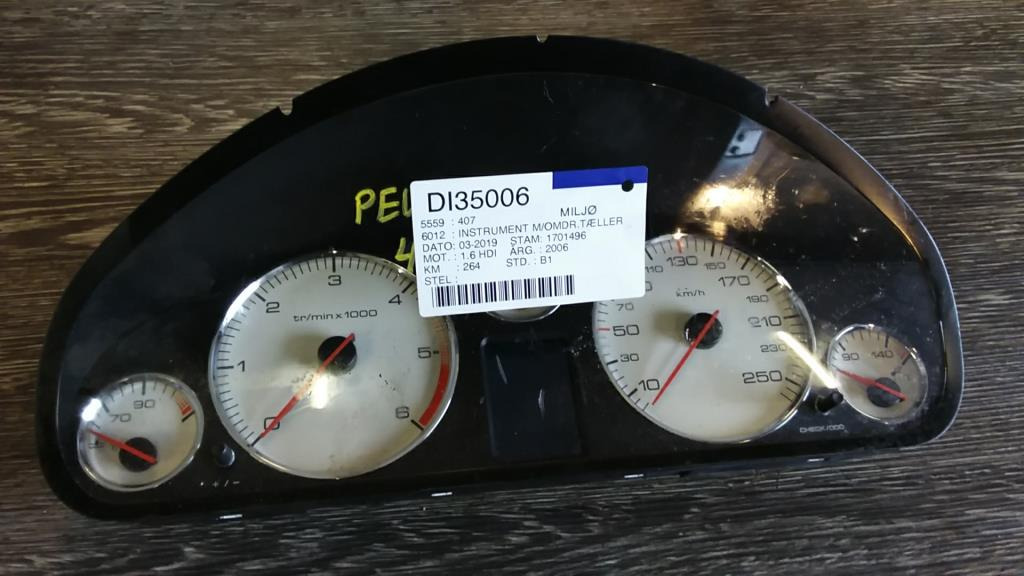 DI35006
MILJØ
5559 : 407
6012 : INSTRUMENT M/OMDR.TÆLLER
DATO: 03-2019 STAM: 1701496
MOT. : 1.6 HDI ÅRG. : 2006
KM : 264 STD. : B1
STEL :
0
1
2
3
4
5
6
tr/min x 1000
70
90
10
30
50
70
110
130
150
170
190
210
230
250
km/h
90
140
CHECK/000